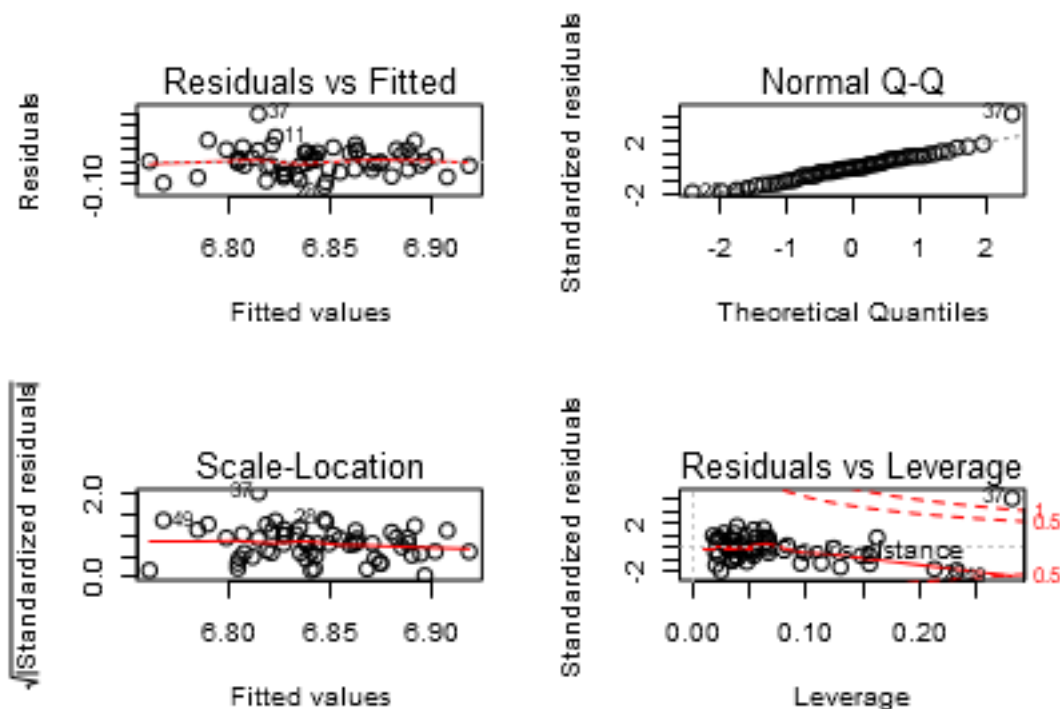 Residuals vs Fitted
Residuals
37
11
-0.10
6.80 6.85 6.90
Fitted values
Normal Q-Q
Standardized residuals
37
2
-2
-2 -1 0 1 2
Theoretical Quantiles
Scale-Location
√|Standardized residuals|
2.0
0.0
37
49
28
6.80 6.85 6.90
Fitted values
Residuals vs Leverage
Standardized residuals
37
1
0.5
2
-2
distance
0.5
0.00 0.10 0.20
Leverage